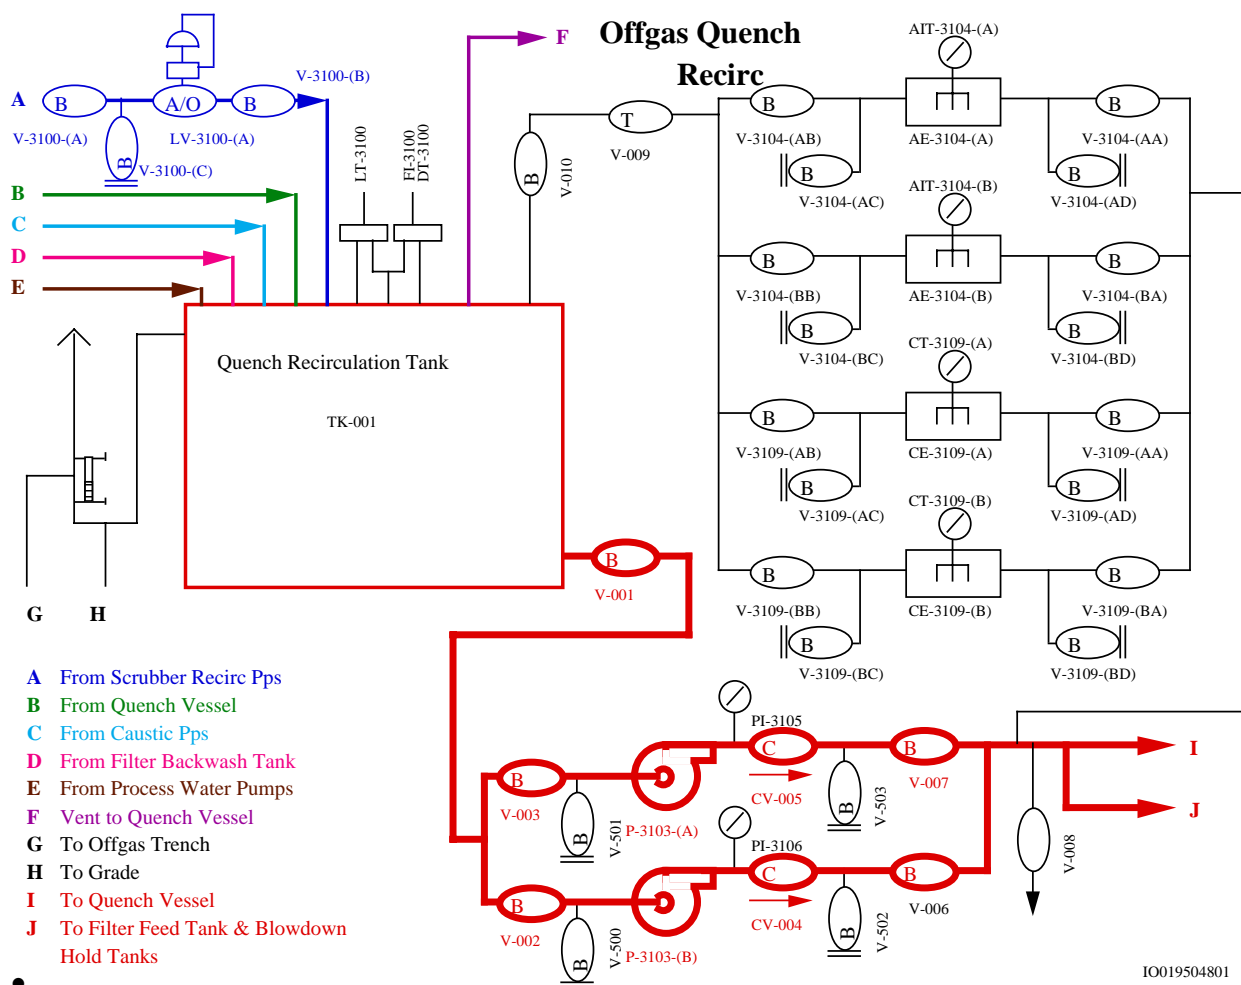 Offgas Quench
Recirc
AIT-3104-(A)
V-3100-(B)
A
B
A/O
B
V-3100-(A)
LV-3100-(A)
B
V-3100-(C)
LT-3100
FI-3100
DT-3100
F
T
V-009
B
V-010
B
V-3104-(AB)
AE-3104-(A)
B
V-3104-(AA)
B
V-3104-(AC)
B
V-3104-(AD)
AIT-3104-(B)
B
C
D
E
B
V-3104-(BB)
AE-3104-(B)
B
V-3104-(BA)
B
V-3104-(BC)
B
V-3104-(BD)
CT-3109-(A)
Quench Recirculation Tank
TK-001
B
V-3109-(AB)
CE-3109-(A)
B
V-3109-(AA)
B
V-3109-(AC)
B
V-3109-(AD)
CT-3109-(B)
B
V-3109-(BB)
CE-3109-(B)
B
V-3109-(BA)
B
V-3109-(BC)
B
V-3109-(BD)
B
V-001
G
H
A From Scrubber Recirc Pps
B From Quench Vessel
C From Caustic Pps
D From Filter Backwash Tank
E From Process Water Pumps
F Vent to Quench Vessel
G To Offgas Trench
H To Grade
I To Quench Vessel
J To Filter Feed Tank & Blowdown
Hold Tanks
B
V-003
B
V-501
P-3103-(A)
PI-3105
C
CV-005
B
V-503
B
V-007
I
J
V-008
B
V-002
B
V-500
P-3103-(B)
PI-3106
C
CV-004
B
V-502
B
V-006
IO019504801